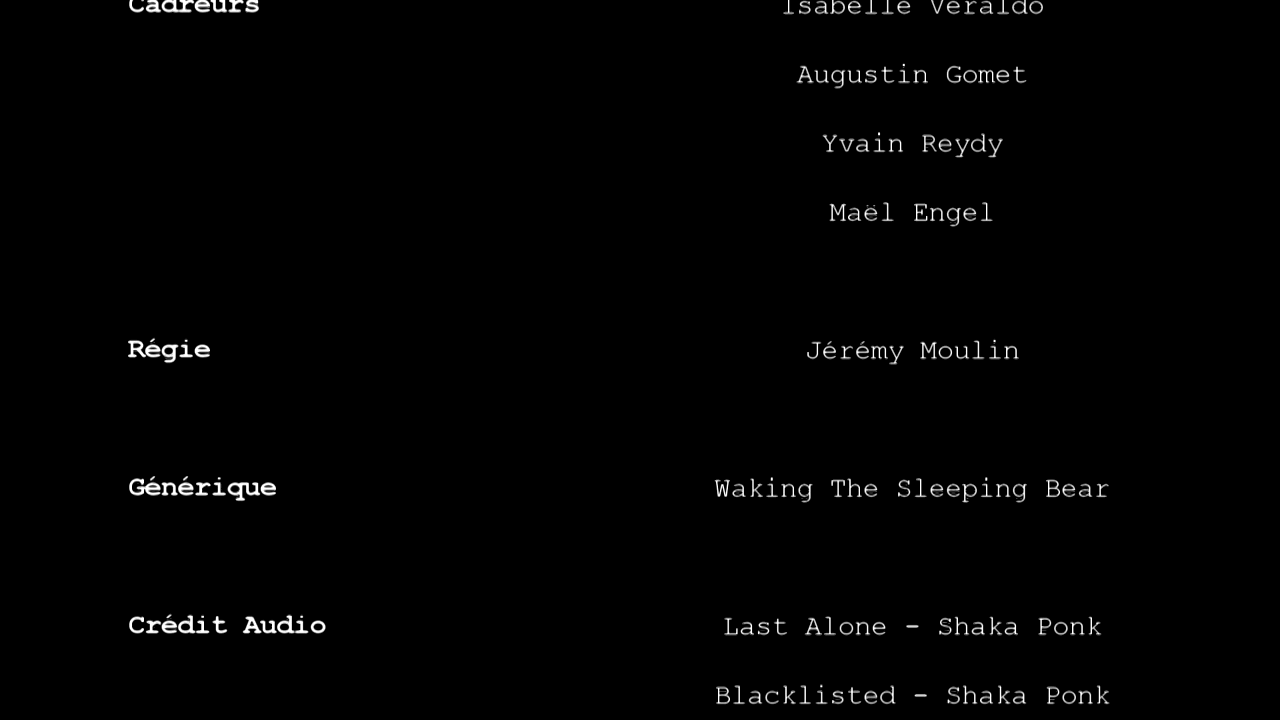 Cadreurs Isabelle Veraldo
Augustin Gomet
Yvain Reydy
Maël Engel
Régie Jérémy Moulin
Générique Waking The Sleeping Bear
Crédit Audio Last Alone - Shaka Ponk
Blacklisted - Shaka Ponk